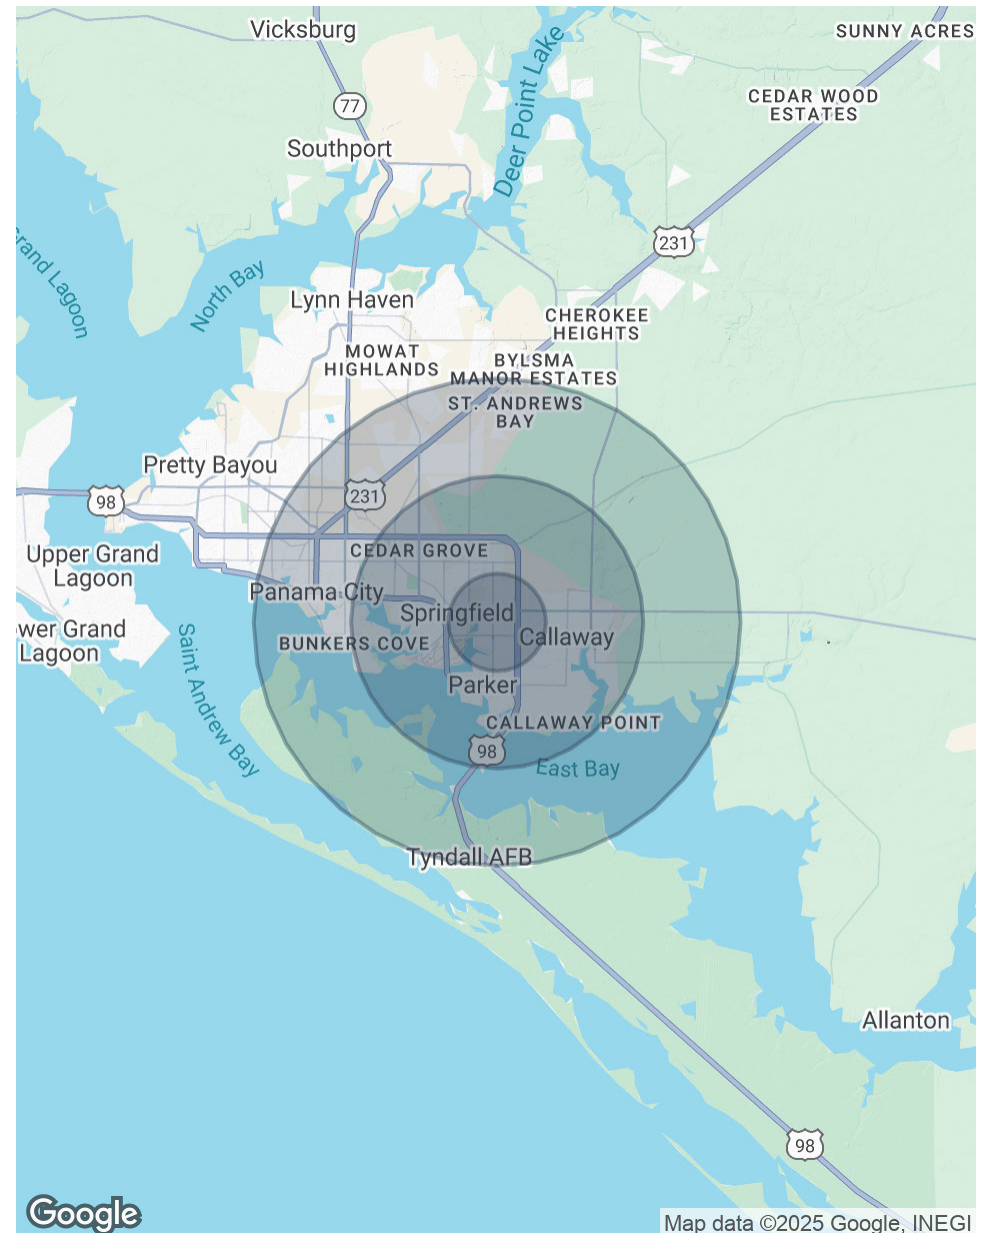 Vicksburg
SUNNY ACRES
77
CEDAR WOOD
ESTATES
Deer Point Lake
Southport
231
Grand Lagoon
North Bay
Lynn Haven
CHEROKEE
HEIGHTS
MOWAT
HIGHLANDS
BYLSMA
MANOR ESTATES
ST. ANDREWS
BAY
Pretty Bayou
98
231
Upper Grand
Lagoon
CEDAR GROVE
Panama City
Springfield
wer Grand
Lagoon
BUNKERS COVE
Callaway
Saint Andrew Bay
Parker
CALLAWAY POINT
98
East Bay
Tyndall AFB
Allanton
98
Google
Map data ©2025 Google, INEGI